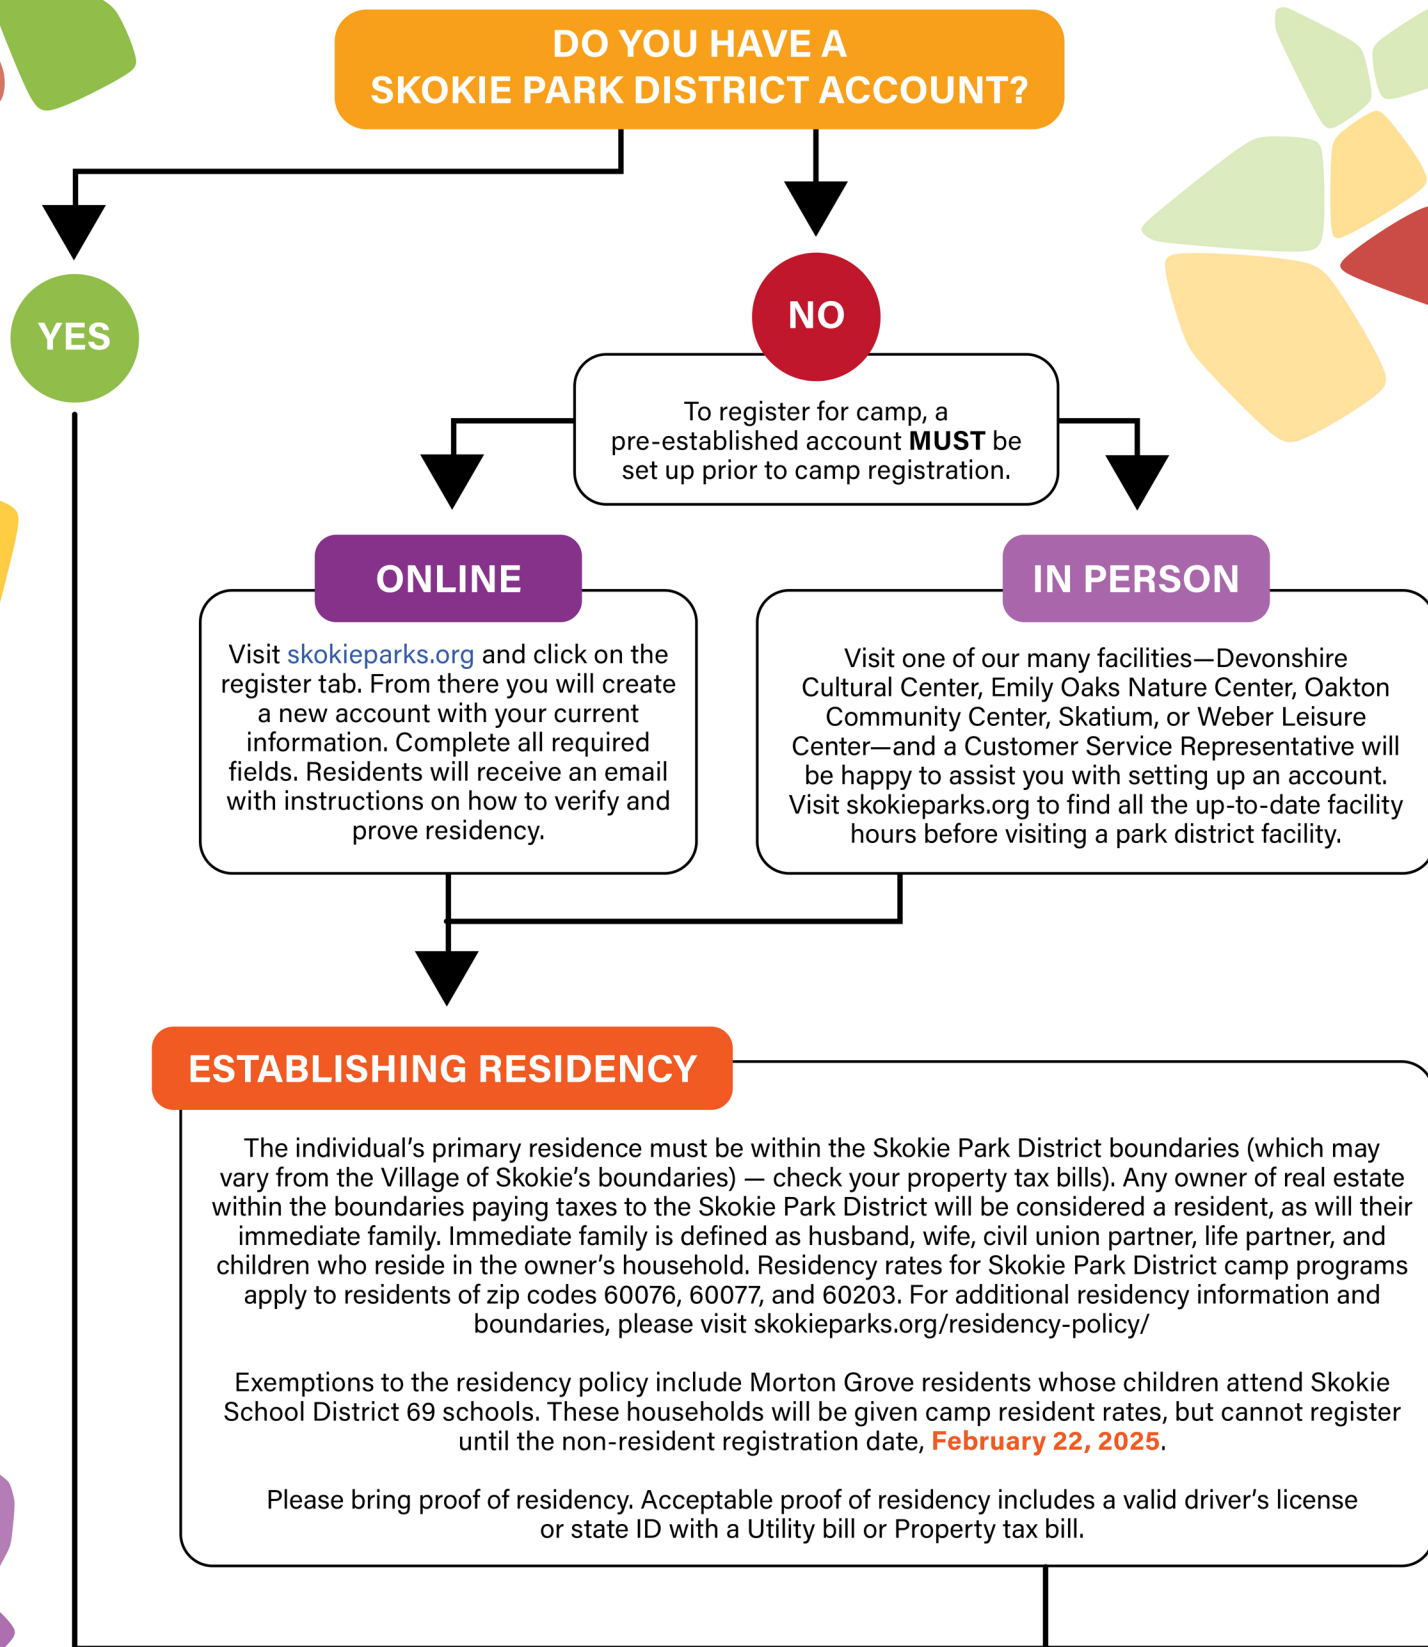 DO YOU HAVE A
SKOKIE PARK DISTRICT ACCOUNT?
YES
NO
To register for camp, a
pre-established account MUST be
set up prior to camp registration.
ONLINE
Visit skokieparks.org and click on the
register tab. From there you will create
a new account with your current
information. Complete all required
fields. Residents will receive an email
with instructions on how to verify and
prove residency.
IN PERSON
Visit one of our many facilities—Devonshire
Cultural Center, Emily Oaks Nature Center, Oakton
Community Center, Skatium, or Weber Leisure
Center—and a Customer Service Representative will
be happy to assist you with setting up an account.
Visit skokieparks.org to find all the up-to-date facility
hours before visiting a park district facility.
ESTABLISHING RESIDENCY
The individual's primary residence must be within the Skokie Park District boundaries (which may
vary from the Village of Skokie's boundaries) — check your property tax bills). Any owner of real estate
within the boundaries paying taxes to the Skokie Park District will be considered a resident, as will their
immediate family. Immediate family is defined as husband, wife, civil union partner, life partner, and
children who reside in the owner's household. Residency rates for Skokie Park District camp programs
apply to residents of zip codes 60076, 60077, and 60203. For additional residency information and
boundaries, please visit skokieparks.org/residency-policy/
Exemptions to the residency policy include Morton Grove residents whose children attend Skokie
School District 69 schools. These households will be given camp resident rates, but cannot register
until the non-resident registration date, February 22, 2025.
Please bring proof of residency. Acceptable proof of residency includes a valid driver's license
or state ID with a Utility bill or Property tax bill.